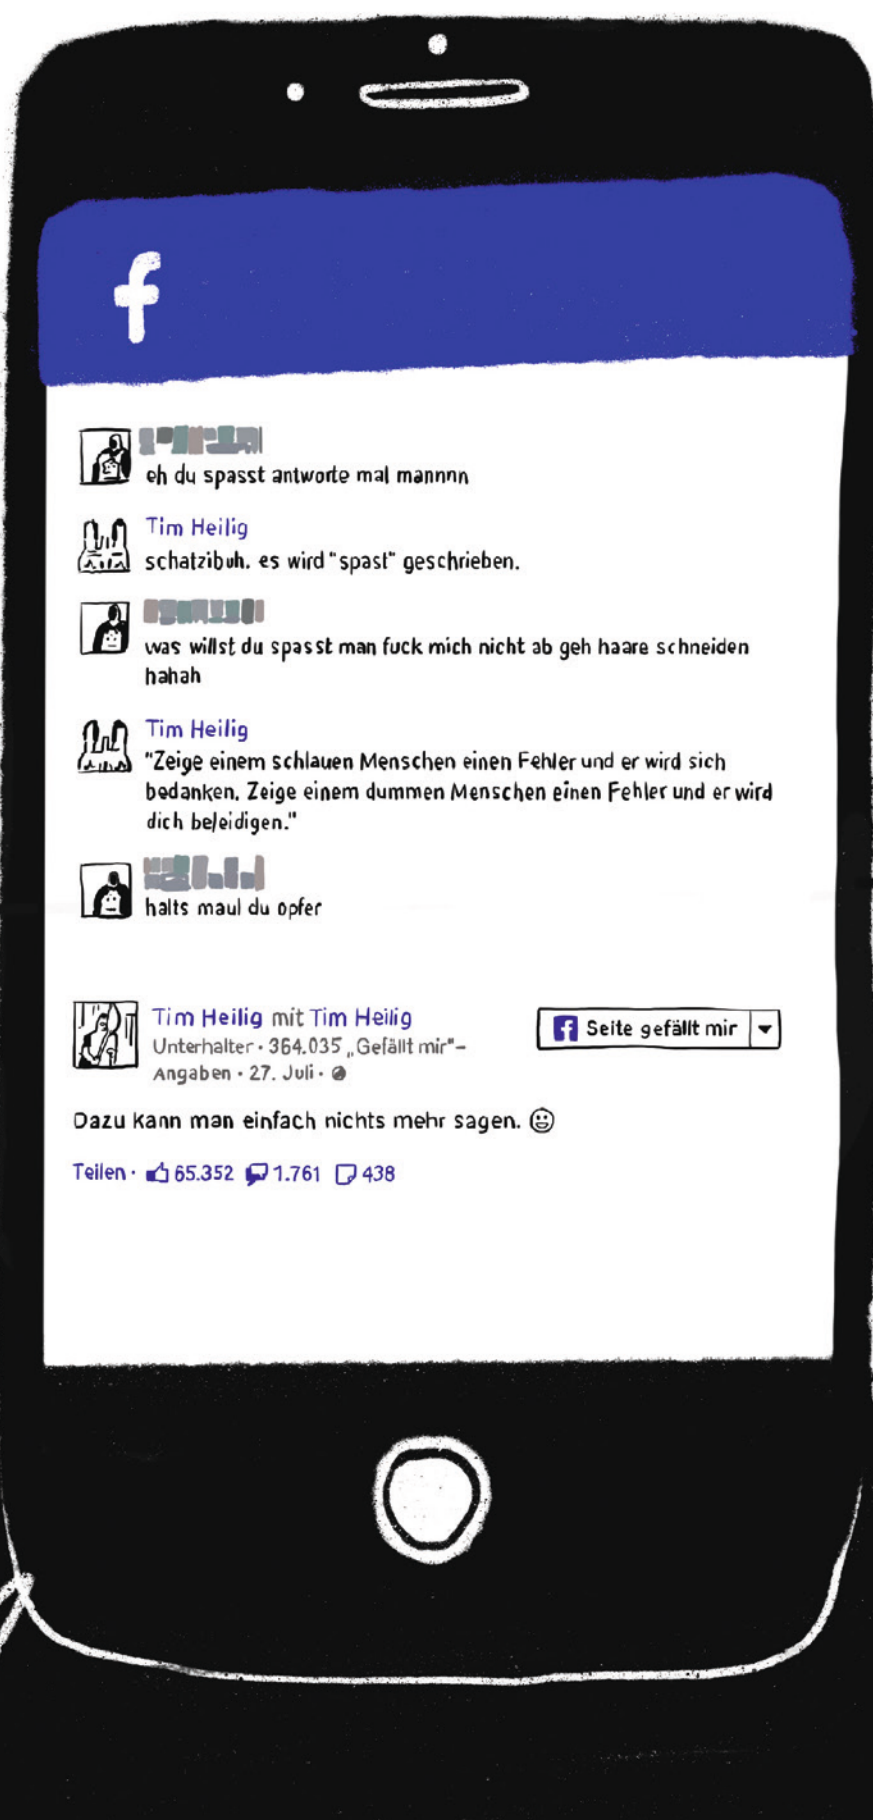 f
eh du spasst antworte mal mannnn
Tim Heilig
schatzibuh. es wird "spast" geschrieben.
was willst du spasst man fuck mich nicht ab geh haare schneiden
hahah
Tim Heilig
"Zeige einem schlauen Menschen einen Fehler und er wird sich
bedanken. Zeige einem dummen Menschen einen Fehler und er wird
dich beleidigen."
halts maul du opfer
Tim Heilig mit Tim Heilig
Unterhalter · 364.035 „Gefällt mir"-
Angaben · 27. Juli ·
f Seite gefällt mir
Dazu kann man einfach nichts mehr sagen. 😀
Teilen · 65.352 1.761 438